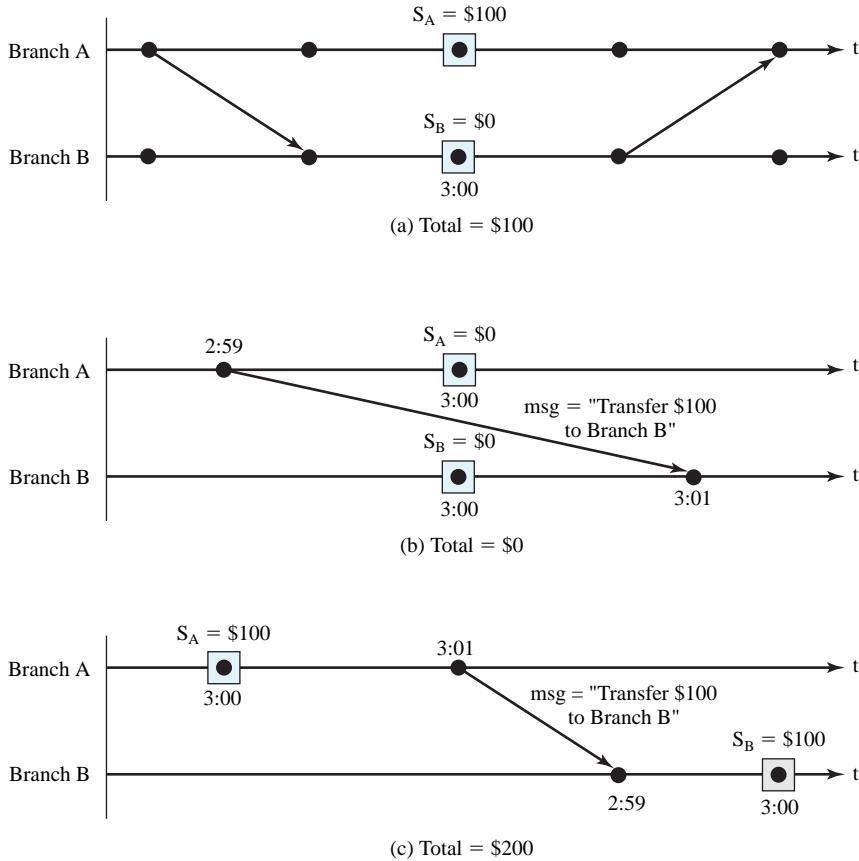 S_A = $100
Branch A
t
S_B = $0
Branch B
t
3:00
(a) Total = $100
2:59
S_A = $0
Branch A
t
3:00
msg = "Transfer $100
to Branch B"
S_B = $0
Branch B
t
3:00
3:01
(b) Total = $0
S_A = $100
3:01
Branch A
t
3:00
msg = "Transfer $100
to Branch B"
S_B = $100
Branch B
t
2:59
3:00
(c) Total = $200